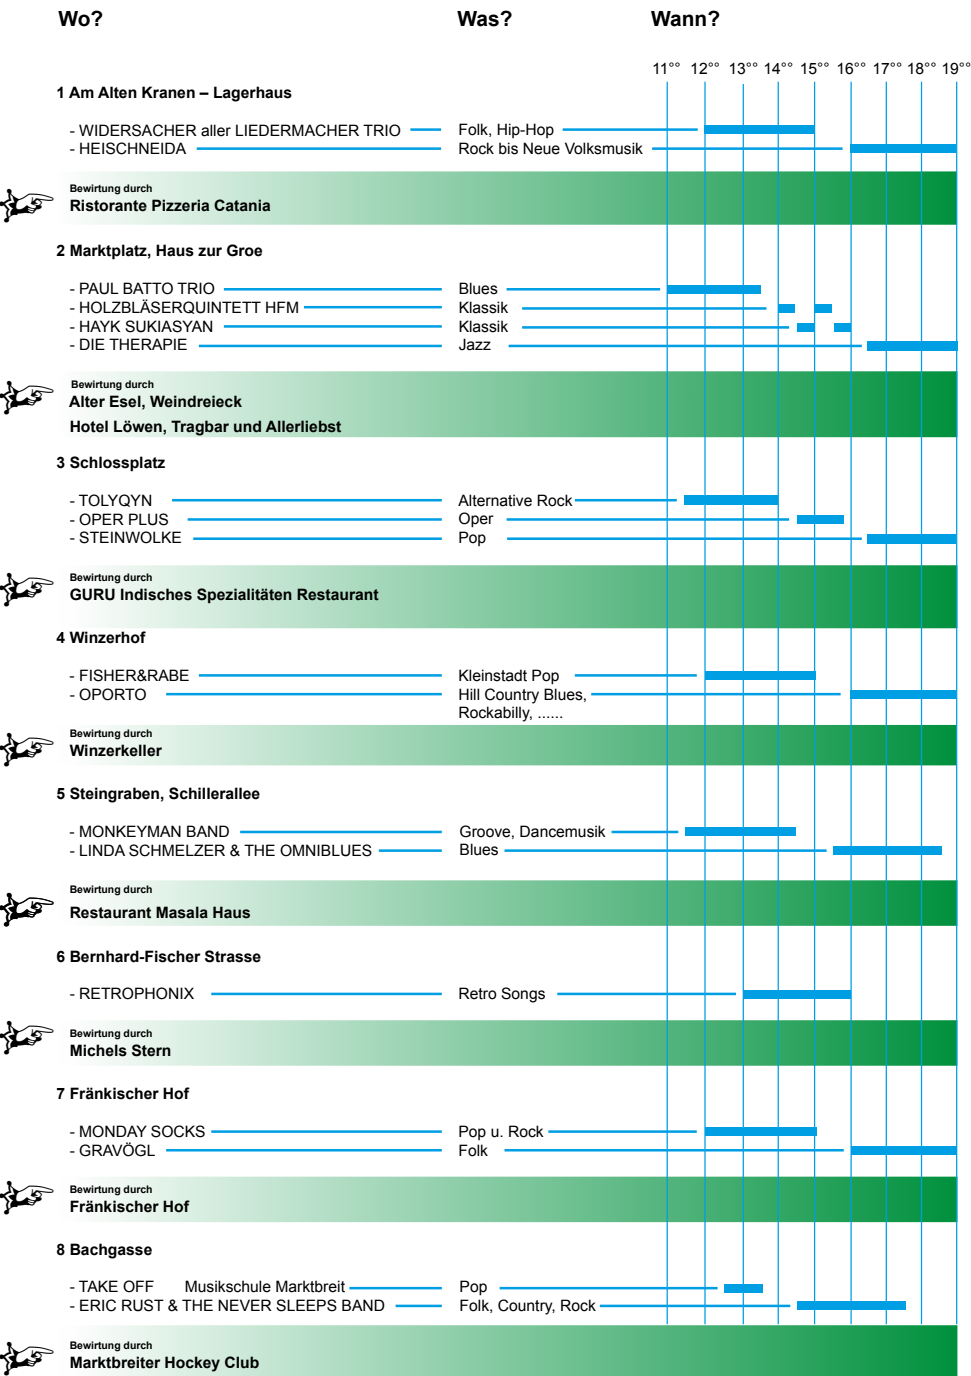 Wo? Was? Wann?
11°° 12°° 13°° 14°° 15°° 16°° 17°° 18°° 19°°
1 Am Alten Kranen – Lagerhaus
- WIDERSACHER aller LIEDERMACHER TRIO Folk, Hip-Hop
- HEISCHNEIDA Rock bis Neue Volksmusik
Bewirtung durch
Ristorante Pizzeria Catania
2 Marktplatz, Haus zur Groe
- PAUL BATTO TRIO Blues
- HOLZBLÄSERQUINTETT HFM Klassik
- HAYK SUKIASYAN Klassik
- DIE THERAPIE Jazz
Bewirtung durch
Alter Esel, Weindreieck
Hotel Löwen, Tragbar und Allerliebst
3 Schlossplatz
- TOLYQYN Alternative Rock
- OPER PLUS Oper
- STEINWOLKE Pop
Bewirtung durch
GURU Indisches Spezialitäten Restaurant
4 Winzerhof
- FISHER&RABE Kleinstadt Pop
- OPORTO Hill Country Blues,
Rockabilly, ......
Bewirtung durch
Winzerkeller
5 Steingraben, Schillerallee
- MONKEYMAN BAND Groove, Dancemusik
- LINDA SCHMELZER & THE OMNIBLUES Blues
Bewirtung durch
Restaurant Masala Haus
6 Bernhard-Fischer Strasse
- RETROPHONIX Retro Songs
Bewirtung durch
Michels Stern
7 Fränkischer Hof
- MONDAY SOCKS Pop u. Rock
- GRAVÖGL Folk
Bewirtung durch
Fränkischer Hof
8 Bachgasse
- TAKE OFF Musikschule Marktbreit Pop
- ERIC RUST & THE NEVER SLEEPS BAND Folk, Country, Rock
Bewirtung durch
Marktbreiter Hockey Club